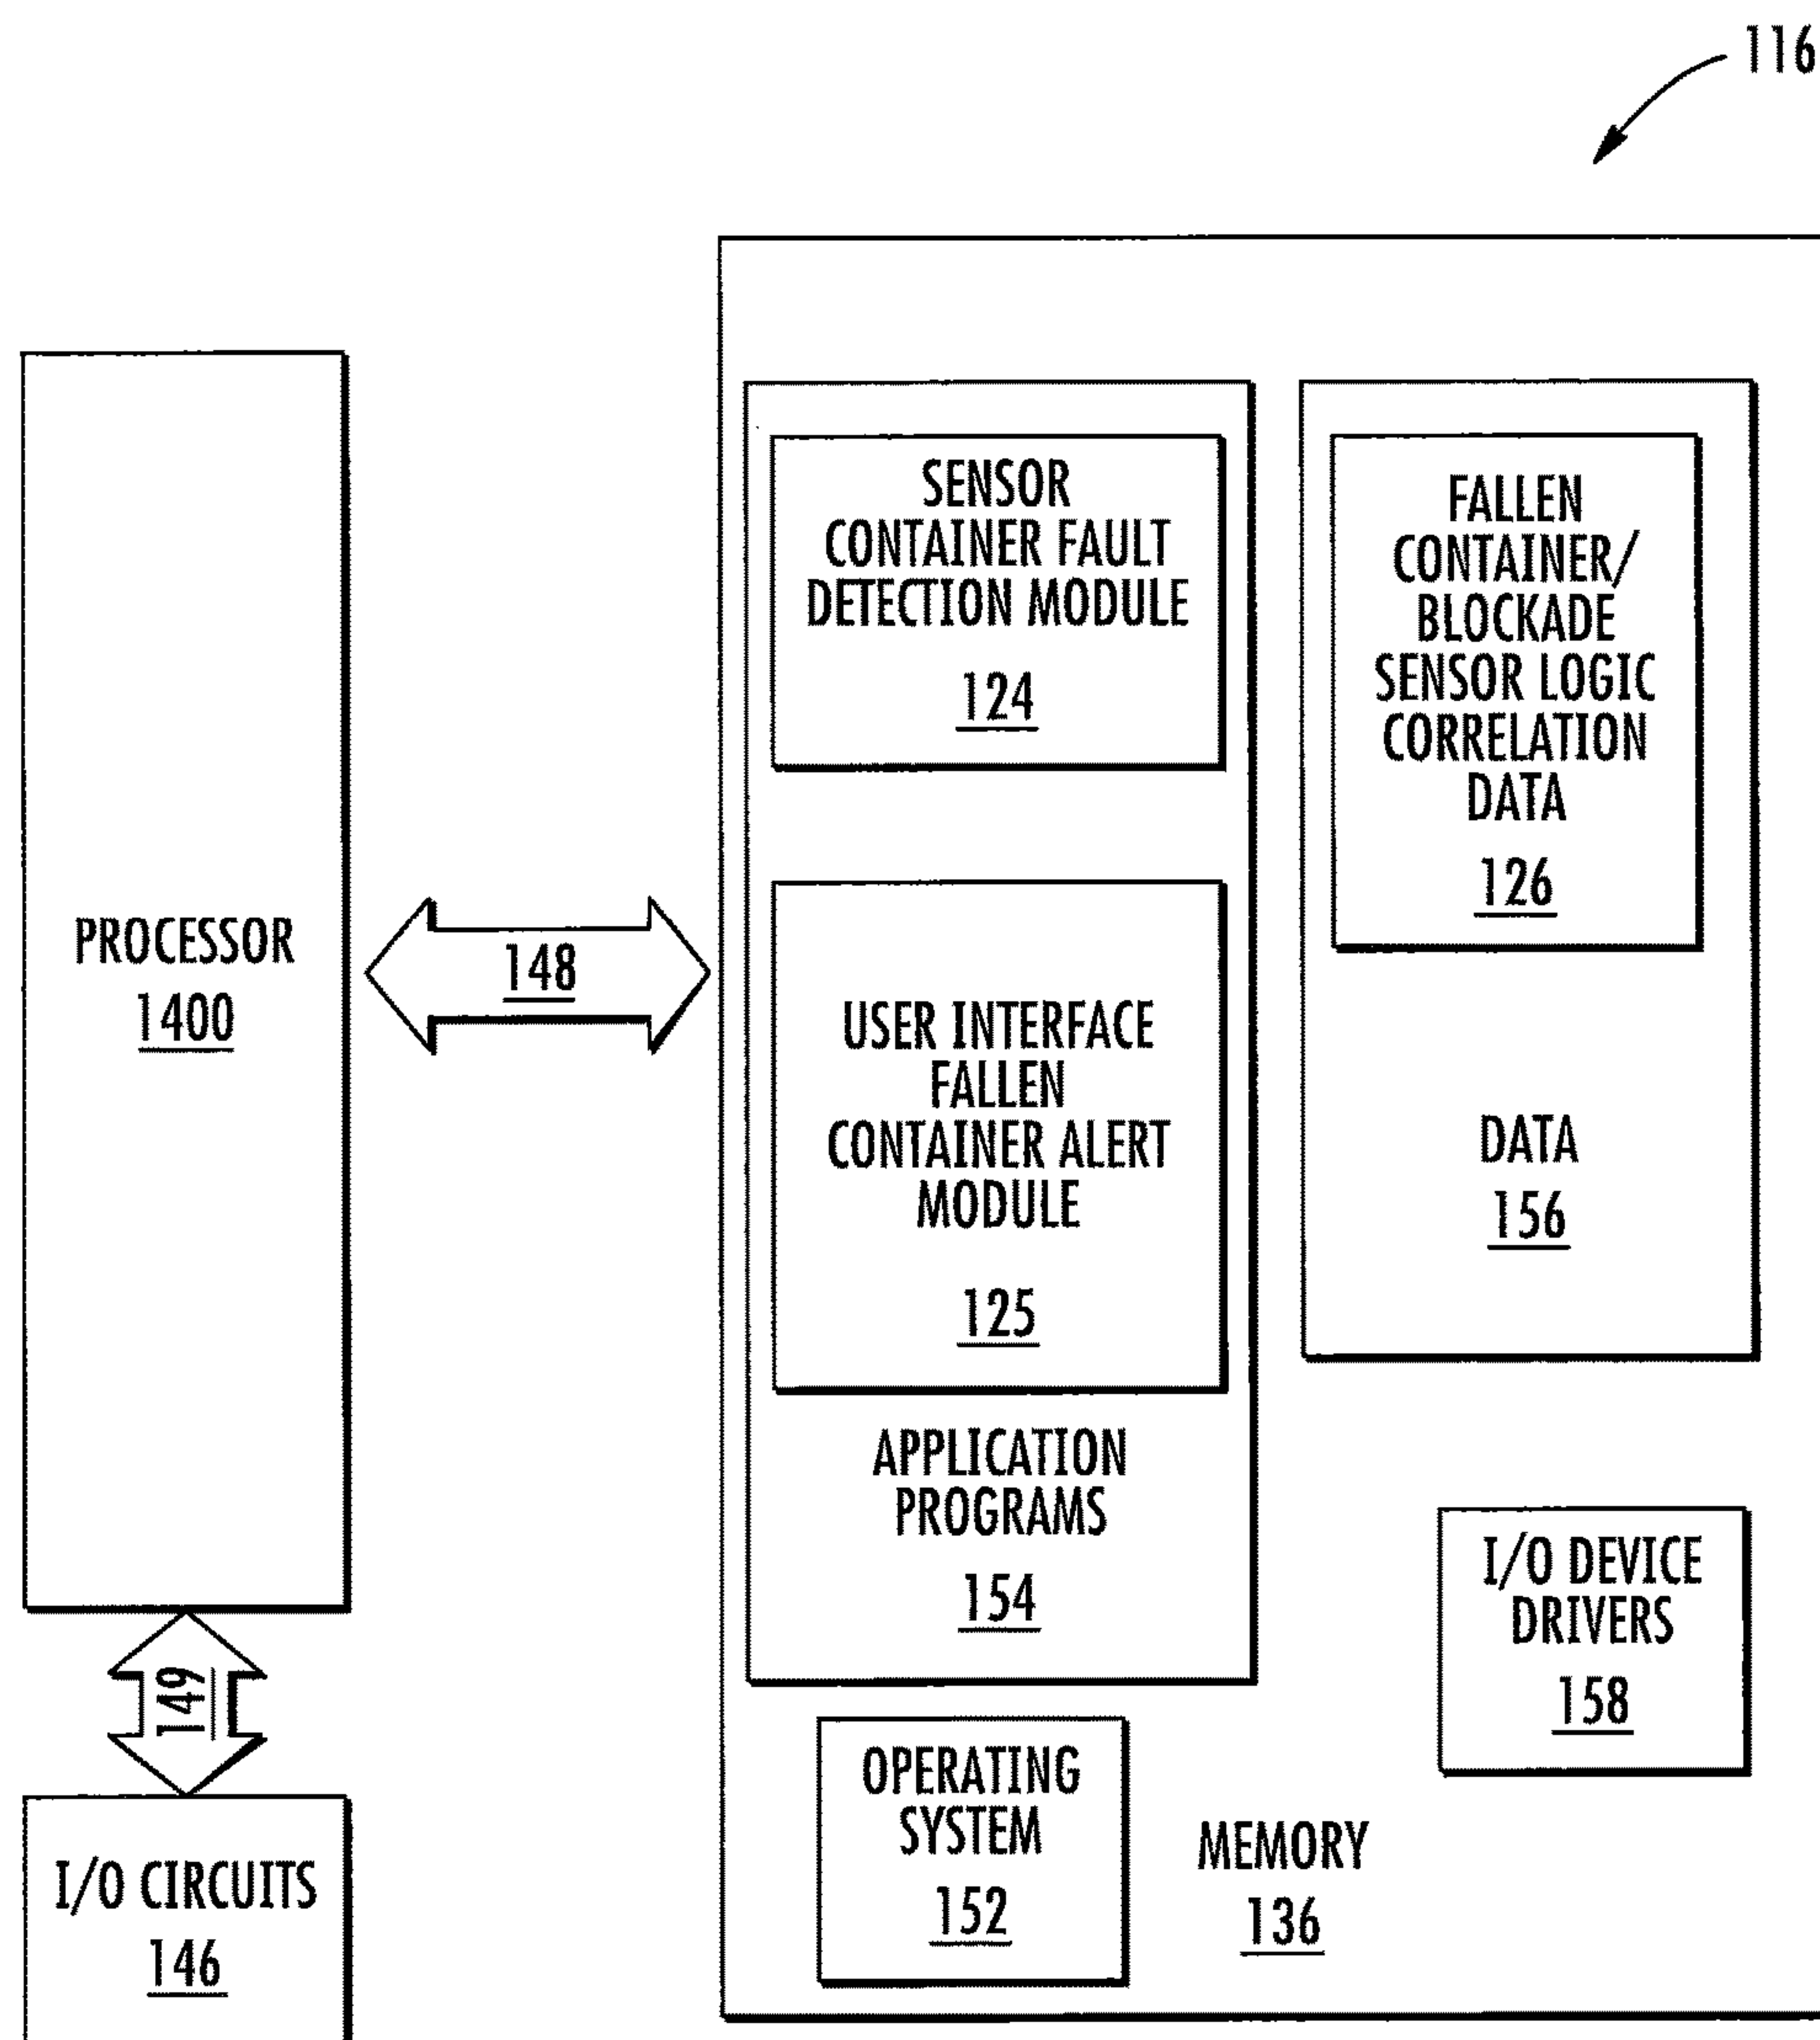 116
SENSOR
CONTAINER FAULT
DETECTION MODULE
124
FALLEN
CONTAINER/
BLOCKADE
SENSOR LOGIC
CORRELATION
DATA
126
PROCESSOR
1400
148
USER INTERFACE
FALLEN
CONTAINER ALERT
MODULE
125
DATA
156
APPLICATION
PROGRAMS
154
I/O DEVICE
DRIVERS
158
149
OPERATING
SYSTEM
152
MEMORY
136
I/O CIRCUITS
146